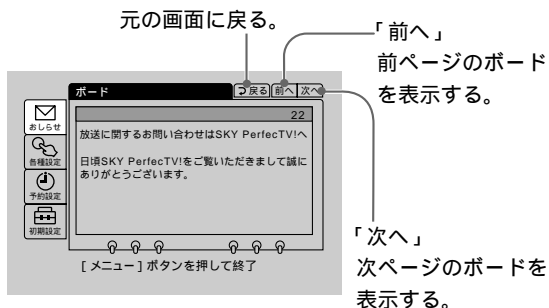 元の画面に戻る。
「前へ」
前ページのボード
を表示する。
ボード
戻る
前へ
次へ
おしらせ
各種設定
予約設定
初期設定
22
放送に関するお問い合わせはSKY PerfecTV!へ
日頃SKY PerfecTV!をご覧いただきまして誠に
ありがとうございます。
[メニュー]ボタンを押して終了
「次へ」
次ページのボードを
表示する。